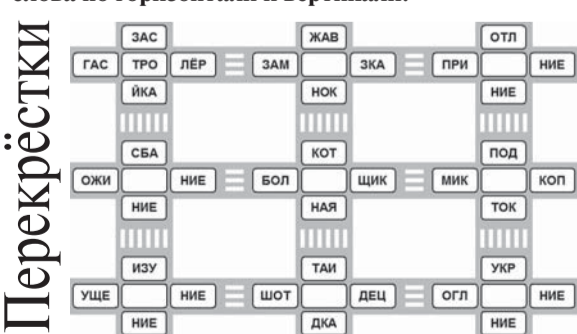 слова по горизонтали и вертикали.
Перекрёстки
ЗАС ЖАВ ОТЛ
ГАС ТРО ЛЁР ЗАМ ЗКА ПРИ НИЕ
ЙКА НОК НИЕ
СБА КОТ ПОД
ОЖИ НИЕ БОЛ ЩИК МИК КОП
НИЕ НАЯ ТОК
ИЗУ ТАИ УКР
УЩЕ НИЕ ШОТ ДЕЦ ОГЛ НИЕ
НИЕ ДКА НИЕ